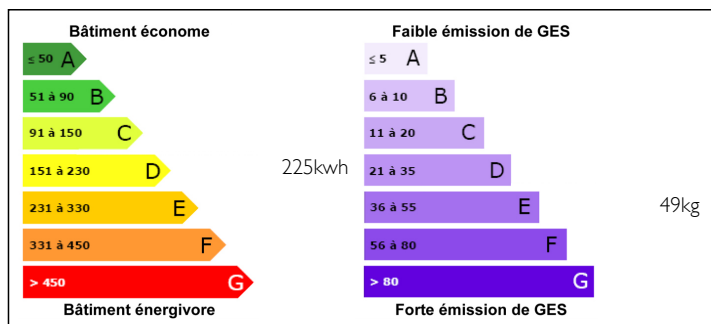 Bâtiment économe
≤ 50 A
51 à 90 B
91 à 150 C
151 à 230 D
231 à 330 E
331 à 450 F
> 450 G
Bâtiment énergivore
225kwh
Faible émission de GES
≤ 5 A
6 à 10 B
11 à 20 C
21 à 35 D
36 à 55 E
56 à 80 F
> 80 G
Forte émission de GES
49kg